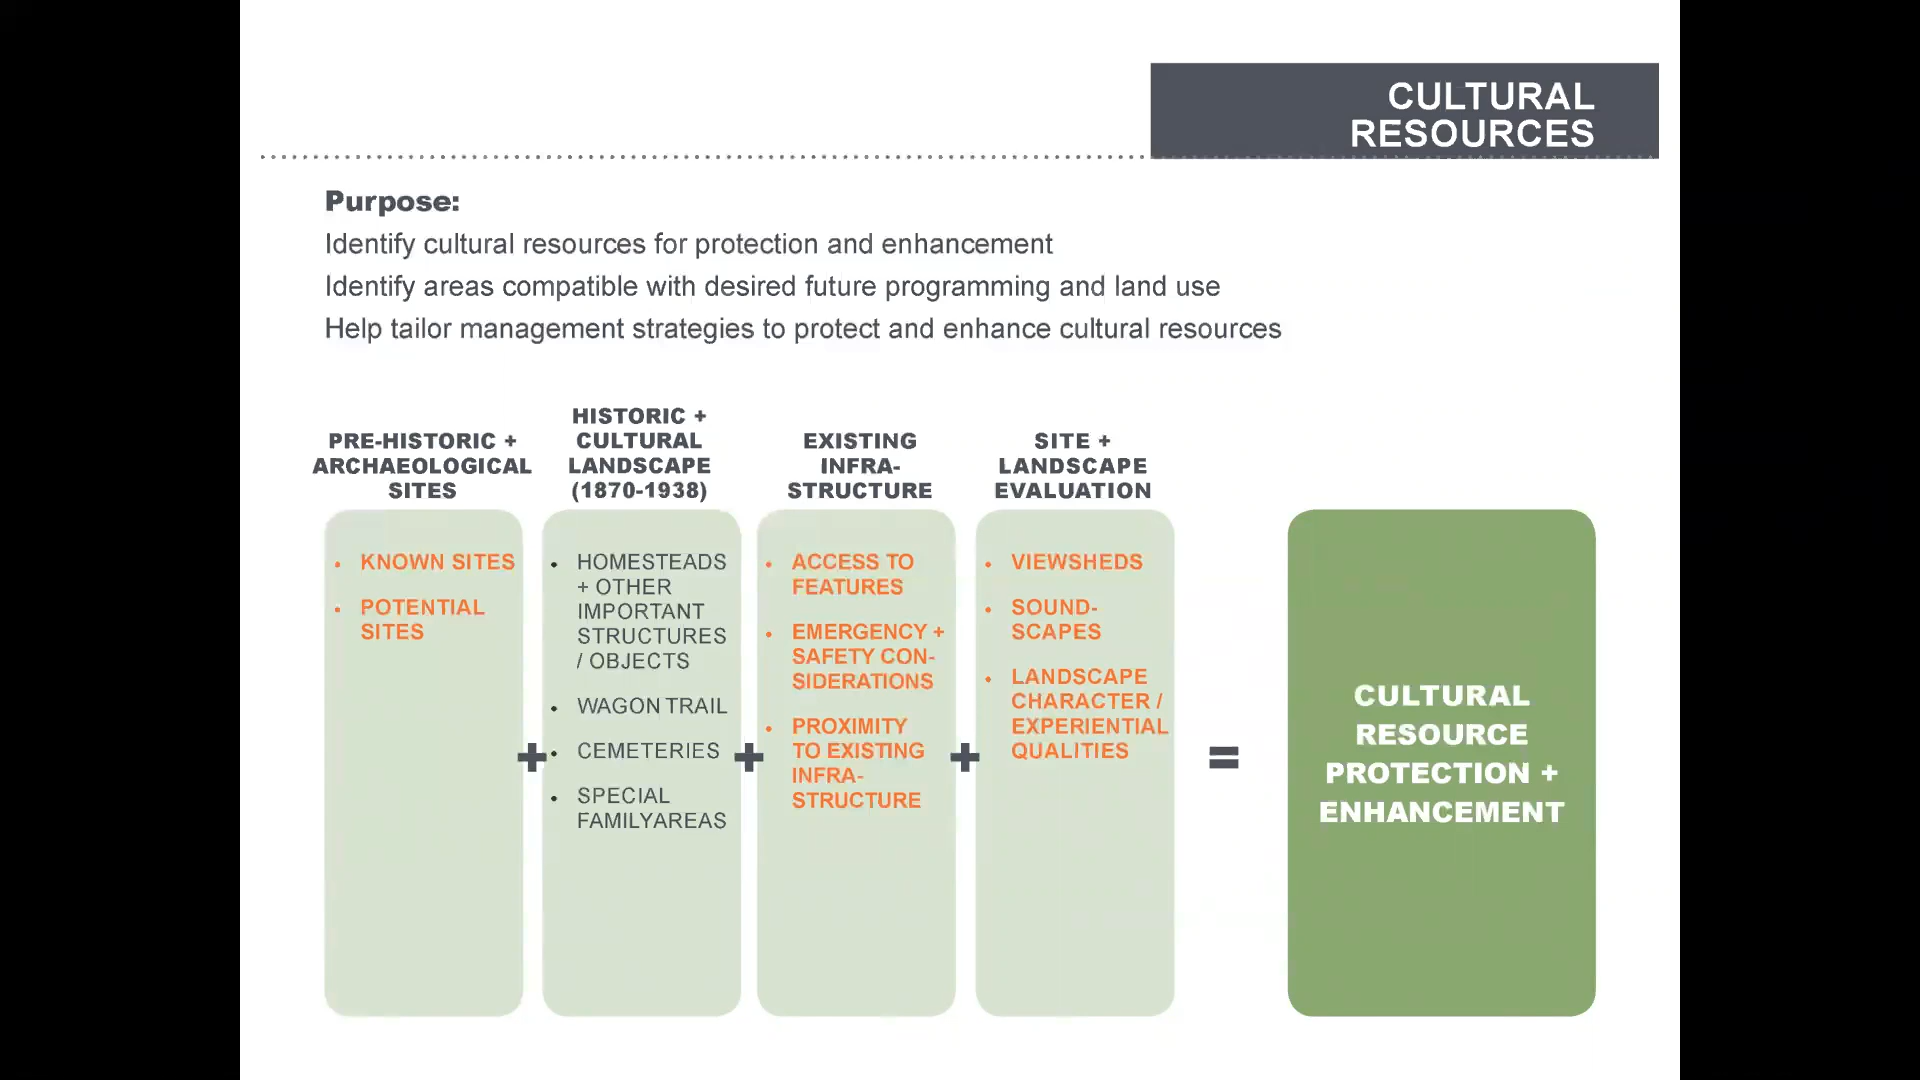 CULTURAL
RESOURCES
Purpose:
Identify cultural resources for protection and enhancement
Identify areas compatible with desired future programming and land use
Help tailor management strategies to protect and enhance cultural resources
PRE-HISTORIC +
ARCHAEOLOGICAL
SITES
• KNOWN SITES
• POTENTIAL
SITES
+
HISTORIC +
CULTURAL
LANDSCAPE
(1870-1938)
• HOMESTEADS
+ OTHER
IMPORTANT
STRUCTURES
/ OBJECTS
• WAGON TRAIL
• CEMETERIES
• SPECIAL
FAMILYAREAS
+
EXISTING
INFRA-
STRUCTURE
• ACCESS TO
FEATURES
• EMERGENCY +
SAFETY CON-
SIDERATIONS
• PROXIMITY
TO EXISTING
INFRA-
STRUCTURE
+
SITE +
LANDSCAPE
EVALUATION
• VIEWSHEDS
• SOUND-
SCAPES
• LANDSCAPE
CHARACTER /
EXPERIENTIAL
QUALITIES
=
CULTURAL
RESOURCE
PROTECTION +
ENHANCEMENT